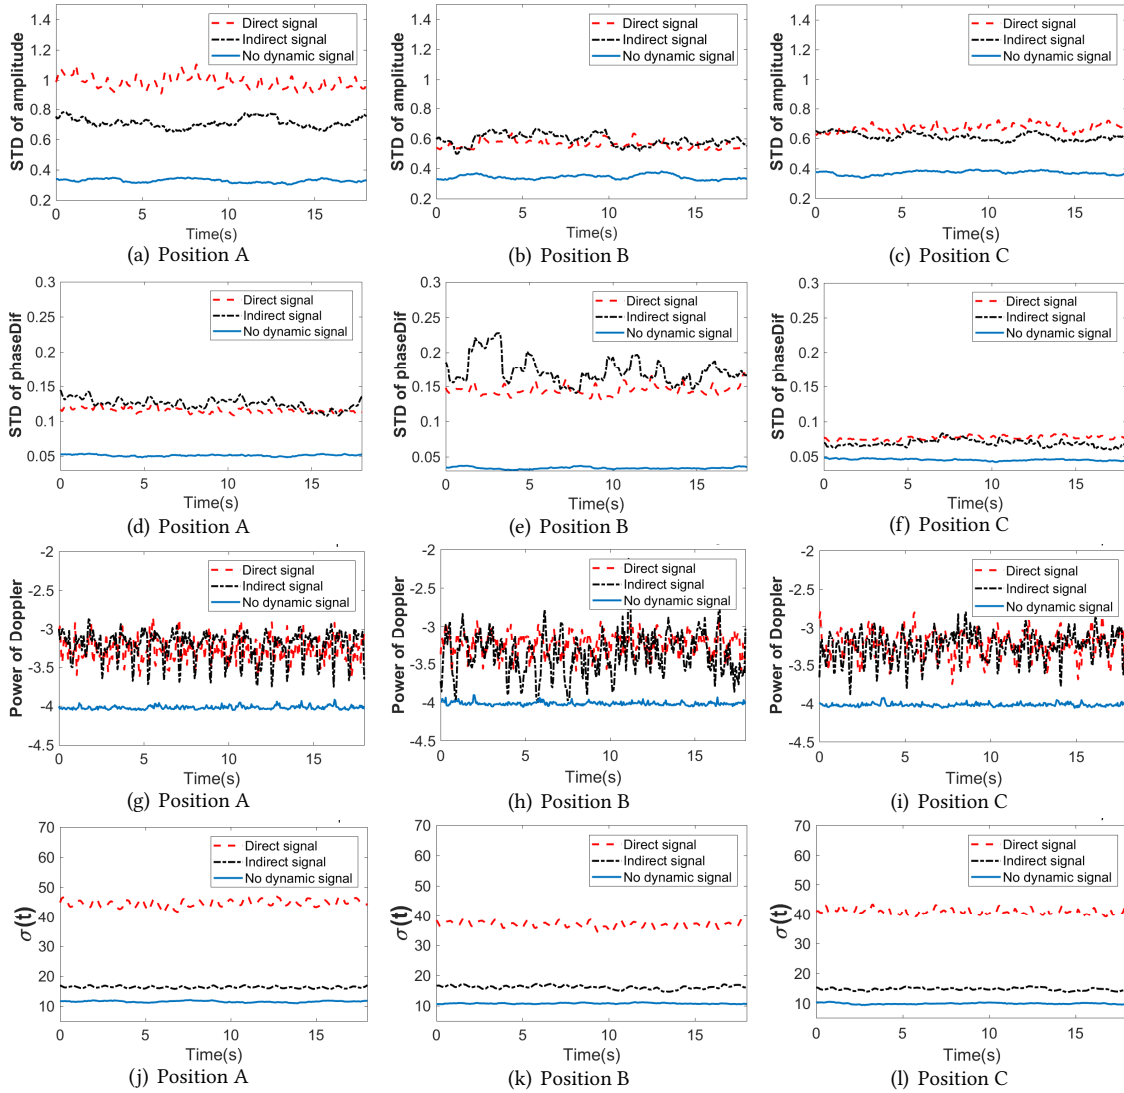 STD of amplitude
1.4
1.2
1
0.8
0.6
0.4
0.2
Direct signal
Indirect signal
No dynamic signal
0 5 10 15
Time(s)
(a) Position A
STD of amplitude
1.4
1.2
1
0.8
0.6
0.4
0.2
Direct signal
Indirect signal
No dynamic signal
0 5 10 15
Time(s)
(b) Position B
STD of amplitude
1.4
1.2
1
0.8
0.6
0.4
0.2
Direct signal
Indirect signal
No dynamic signal
0 5 10 15
Time(s)
(c) Position C
STD of phaseDif
0.3
0.25
0.2
0.15
0.1
0.05
Direct signal
Indirect signal
No dynamic signal
0 5 10 15
Time(s)
(d) Position A
STD of phaseDif
0.3
0.25
0.2
0.15
0.1
0.05
Direct signal
Indirect signal
No dynamic signal
0 5 10 15
Time(s)
(e) Position B
STD of phaseDif
0.3
0.25
0.2
0.15
0.1
0.05
Direct signal
Indirect signal
No dynamic signal
0 5 10 15
Time(s)
(f) Position C
Power of Doppler
-2
-2.5
-3
-3.5
-4
-4.5
Direct signal
Indirect signal
No dynamic signal
0 5 10 15
Time(s)
(g) Position A
Power of Doppler
-2
-2.5
-3
-3.5
-4
-4.5
Direct signal
Indirect signal
No dynamic signal
0 5 10 15
Time(s)
(h) Position B
Power of Doppler
-2
-2.5
-3
-3.5
-4
-4.5
Direct signal
Indirect signal
No dynamic signal
0 5 10 15
Time(s)
(i) Position C
σ(t)
70
60
50
40
30
20
10
Direct signal
Indirect signal
No dynamic signal
0 5 10 15
Time(s)
(j) Position A
σ(t)
70
60
50
40
30
20
10
Direct signal
Indirect signal
No dynamic signal
0 5 10 15
Time(s)
(k) Position B
σ(t)
70
60
50
40
30
20
10
Direct signal
Indirect signal
No dynamic signal
0 5 10 15
Time(s)
(l) Position C